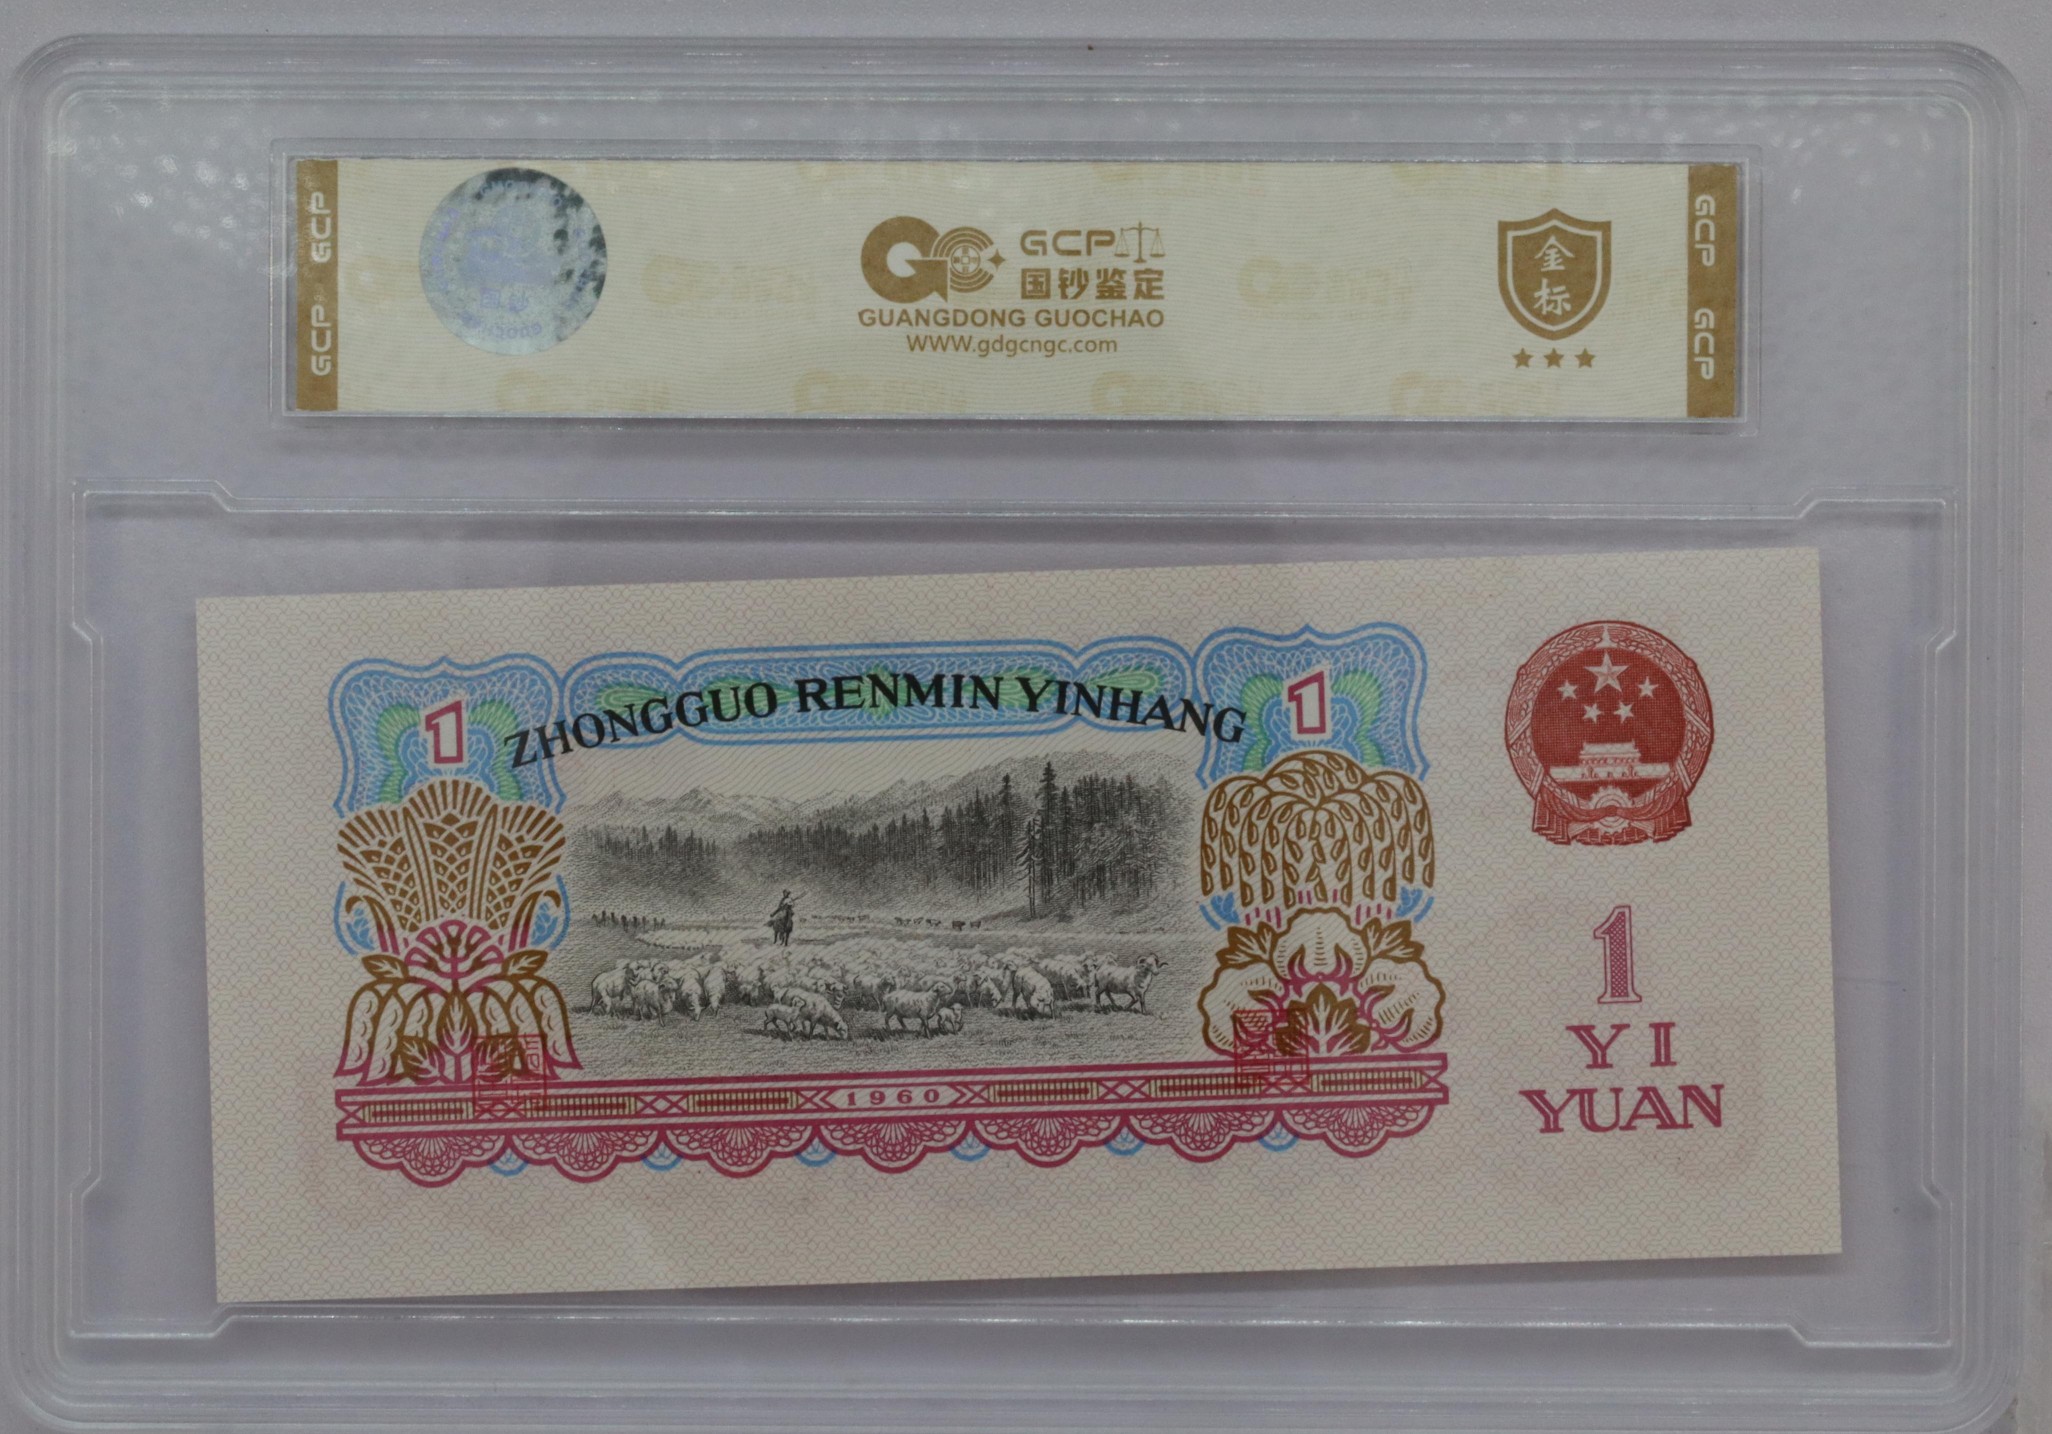 GCP GCP
GCP
国钞鉴定
GUANGDONG GUOCHAO
WWW.gdgcngc.com
金标
GCP GCP
1
ZHONGGUO RENMIN YINHANG
1
1960
1
YI
YUAN